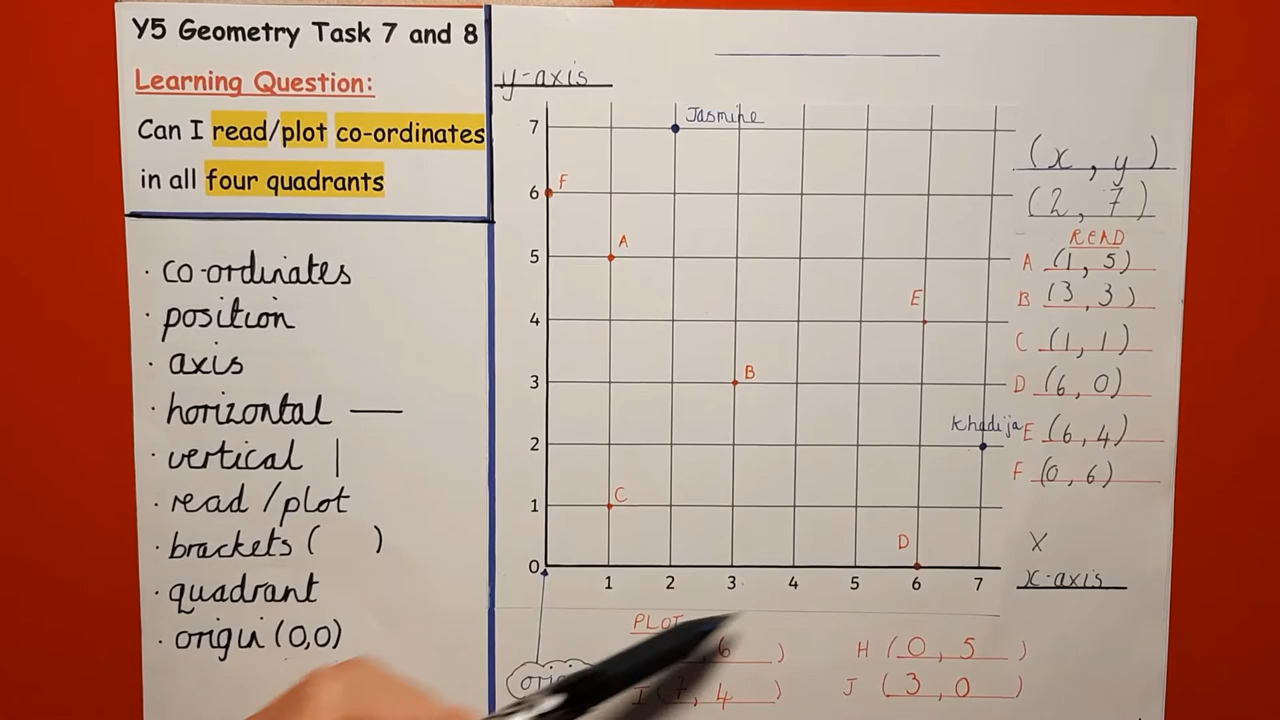 Y5 Geometry Task 7 and 8
Learning Question:
Can I read/plot co-ordinates
in all four quadrants
· co-ordinates
· position
· axis
· horizontal —
· vertical |
· read / plot
· brackets ( )
· quadrant
· origin (0,0)
y-axis
Jasmine
7
6 F
5 A
4 E
3 B
Khadija
2
1 C
D
0
1 2 3 4 5 6 7
x-axis
X
(x, y)
(2, 7)
READ
A (1, 5)
B (3, 3)
C (1, 1)
D (6, 0)
E (6, 4)
F (0, 6)
PLOT
, 6 )
I (7, 4 )
H ( 0, 5 )
J ( 3, 0 )